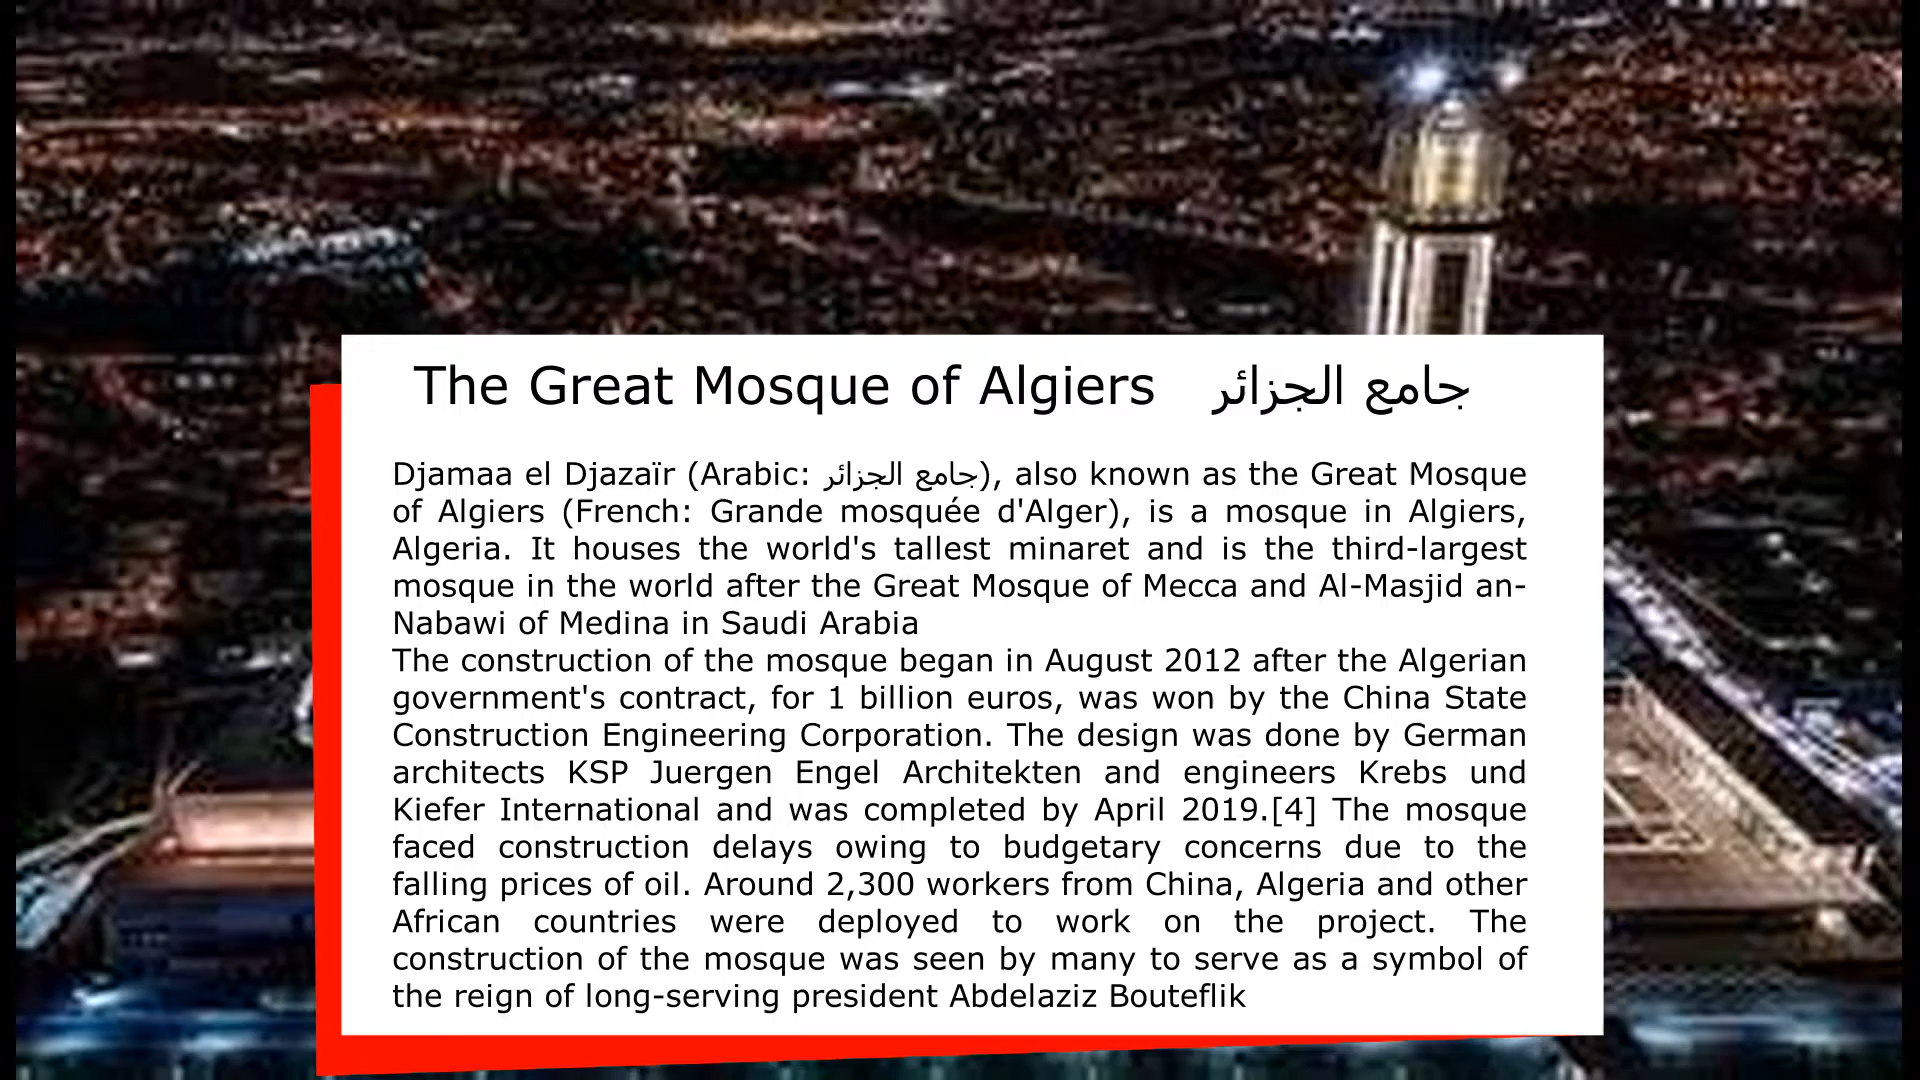 The Great Mosque of Algiers جامع الجزائر
Djamaa el Djazaïr (Arabic: جامع الجزائر), also known as the Great Mosque
of Algiers (French: Grande mosquée d'Alger), is a mosque in Algiers,
Algeria. It houses the world's tallest minaret and is the third-largest
mosque in the world after the Great Mosque of Mecca and Al-Masjid an-
Nabawi of Medina in Saudi Arabia
The construction of the mosque began in August 2012 after the Algerian
government's contract, for 1 billion euros, was won by the China State
Construction Engineering Corporation. The design was done by German
architects KSP Juergen Engel Architekten and engineers Krebs und
Kiefer International and was completed by April 2019.[4] The mosque
faced construction delays owing to budgetary concerns due to the
falling prices of oil. Around 2,300 workers from China, Algeria and other
African countries were deployed to work on the project. The
construction of the mosque was seen by many to serve as a symbol of
the reign of long-serving president Abdelaziz Bouteflik